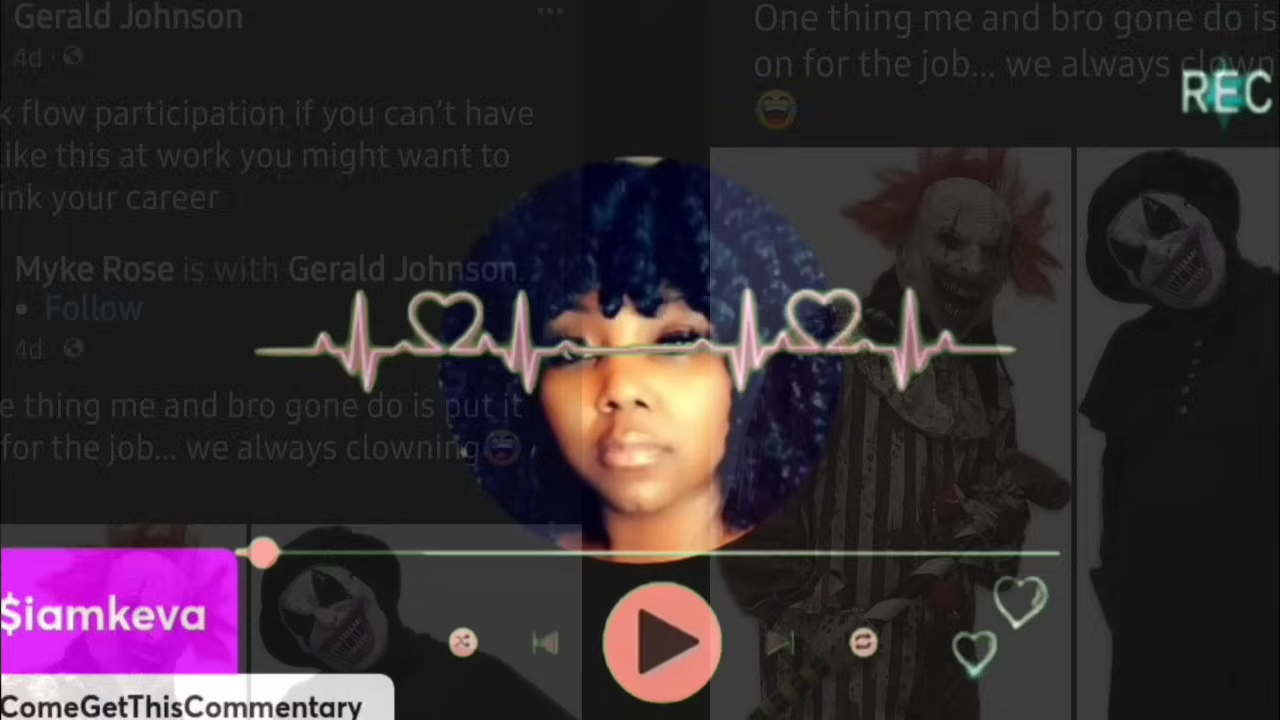 Gerald Johnson
4d
k flow participation if you can't have
ike this at work you might want to
ink your career
Myke Rose is with Gerald Johnson
• Follow
4d
e thing me and bro gone do is put it
for the job... we always clowning
One thing me and bro gone do is
on for the job... we always clown
REC
$iamkeva
ComeGetThisCommentary